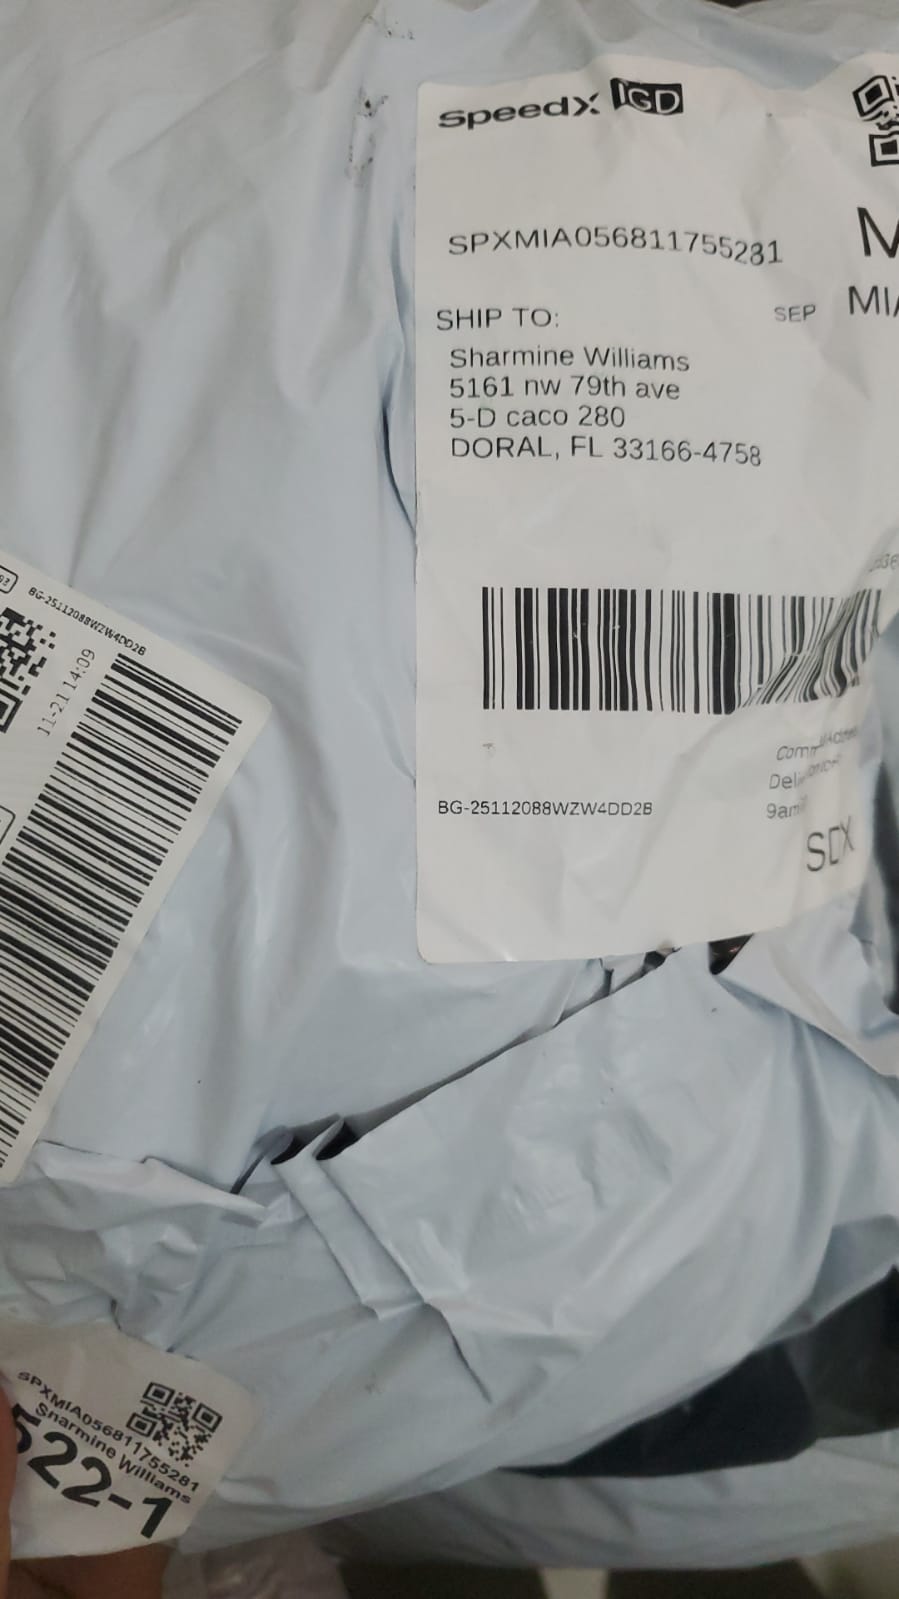 SpeedX IGD
SPXMIA056811755281
SHIP TO:
SEP
Sharmine Williams
5161 nw 79th ave
5-D caco 280
DORAL, FL 33166-4758
BG-25112088WZW4DD2B
9am
SDX
BG-25112088WZW4DD2B
11-21 14:09
SPXMIA056811755281
Sharmine Williams
522-1